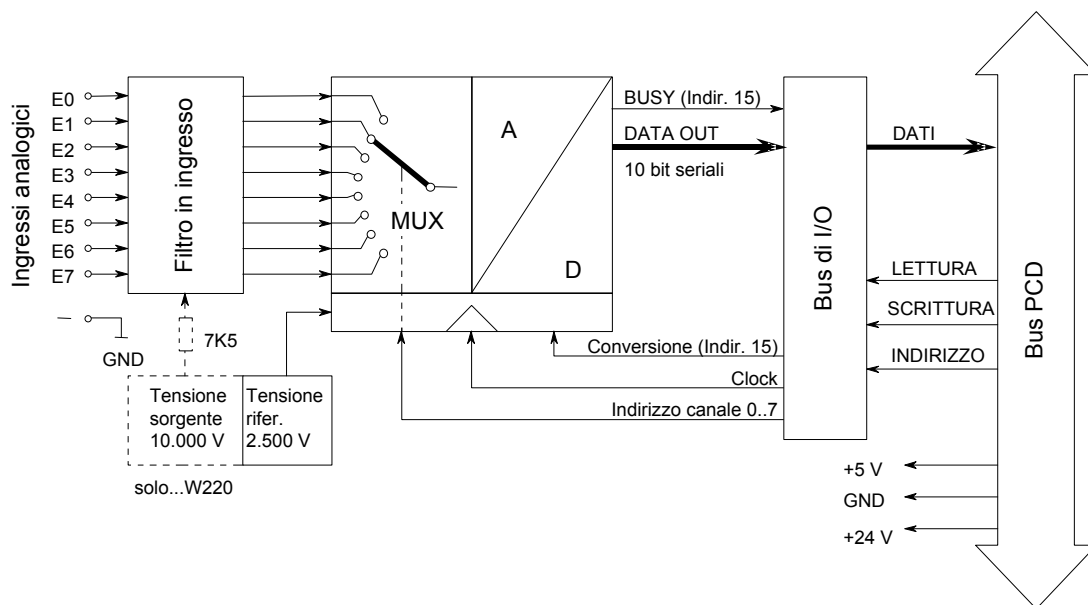 Ingressi analogici
E0
E1
E2
E3
E4
E5
E6
E7
GND
Filtro in ingresso
7K5
Tensione
sorgente
10.000 V
Tensione
rifer.
2.500 V
solo...W220
MUX
A
D
BUSY (Indir. 15)
DATA OUT
10 bit seriali
Conversione (Indir. 15)
Clock
Indirizzo canale 0..7
Bus di I/O
DATI
LETTURA
SCRITTURA
INDIRIZZO
+5 V
GND
+24 V
Bus PCD